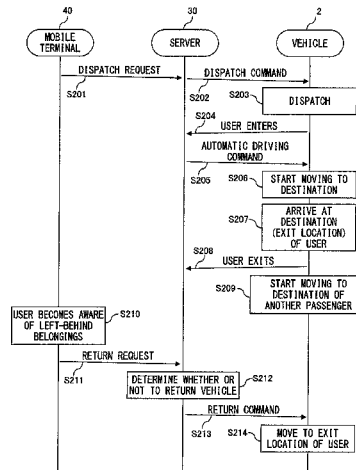 40
30
2
MOBILE
TERMINAL
SERVER
VEHICLE
DISPATCH REQUEST
S201
DISPATCH COMMAND
S202
S203
DISPATCH
S204
USER ENTERS
AUTOMATIC DRIVING
COMMAND
S205
S206
START MOVING TO
DESTINATION
S207
ARRIVE AT
DESTINATION
(EXIT LOCATION)
OF USER
S208
USER EXITS
S209
START MOVING TO
DESTINATION OF
ANOTHER PASSENGER
S210
USER BECOMES AWARE
OF LEFT-BEHIND
BELONGINGS
RETURN REQUEST
S211
S212
DETERMINE WHETHER OR
NOT TO RETURN VEHICLE
RETURN COMMAND
S213
S214
MOVE TO EXIT
LOCATION OF USER